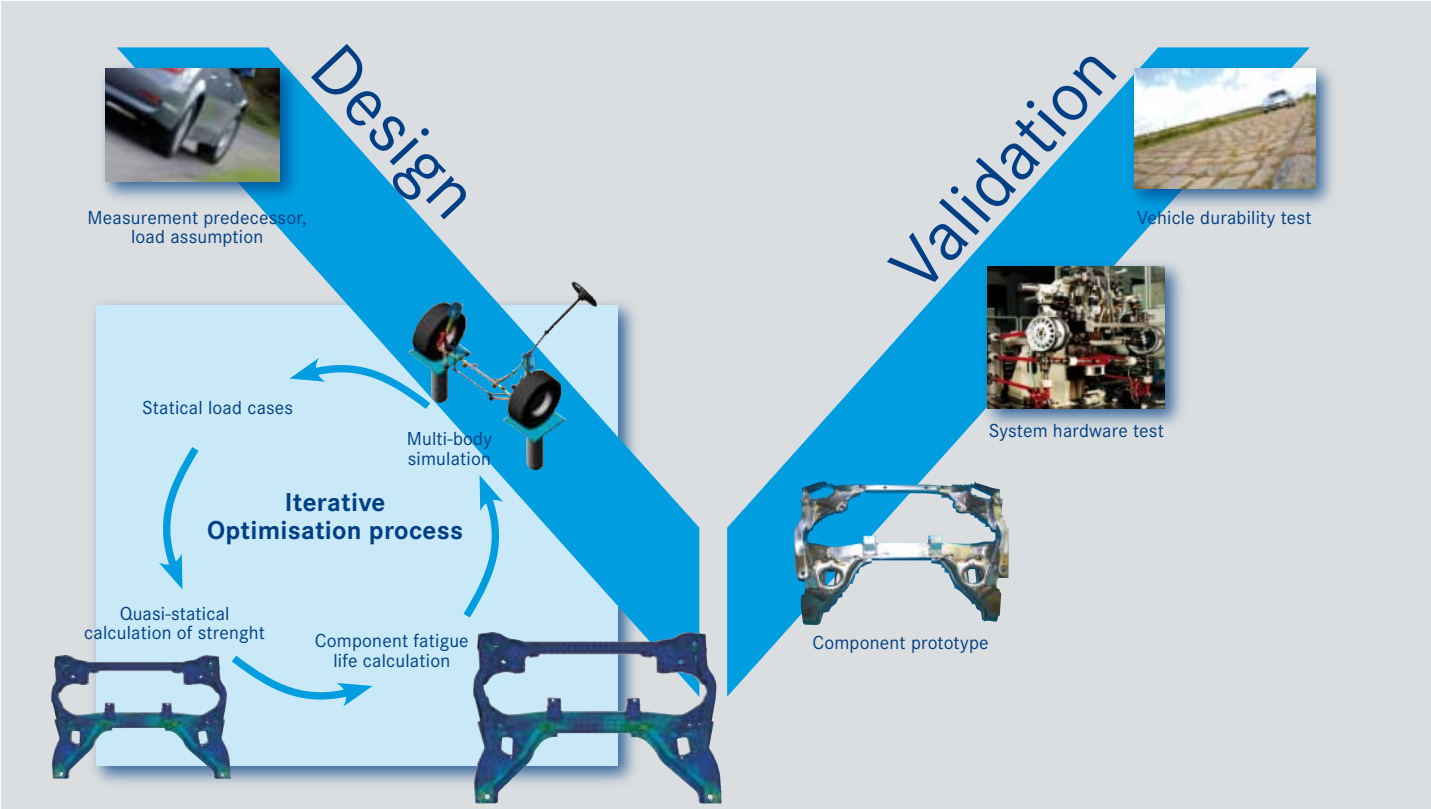 Design
Validation
Measurement predecessor,
load assumption
Vehicle durability test
System hardware test
Statical load cases
Multi-body
simulation
Iterative
Optimisation process
Quasi-statical
calculation of strenght
Component fatigue
life calculation
Component prototype